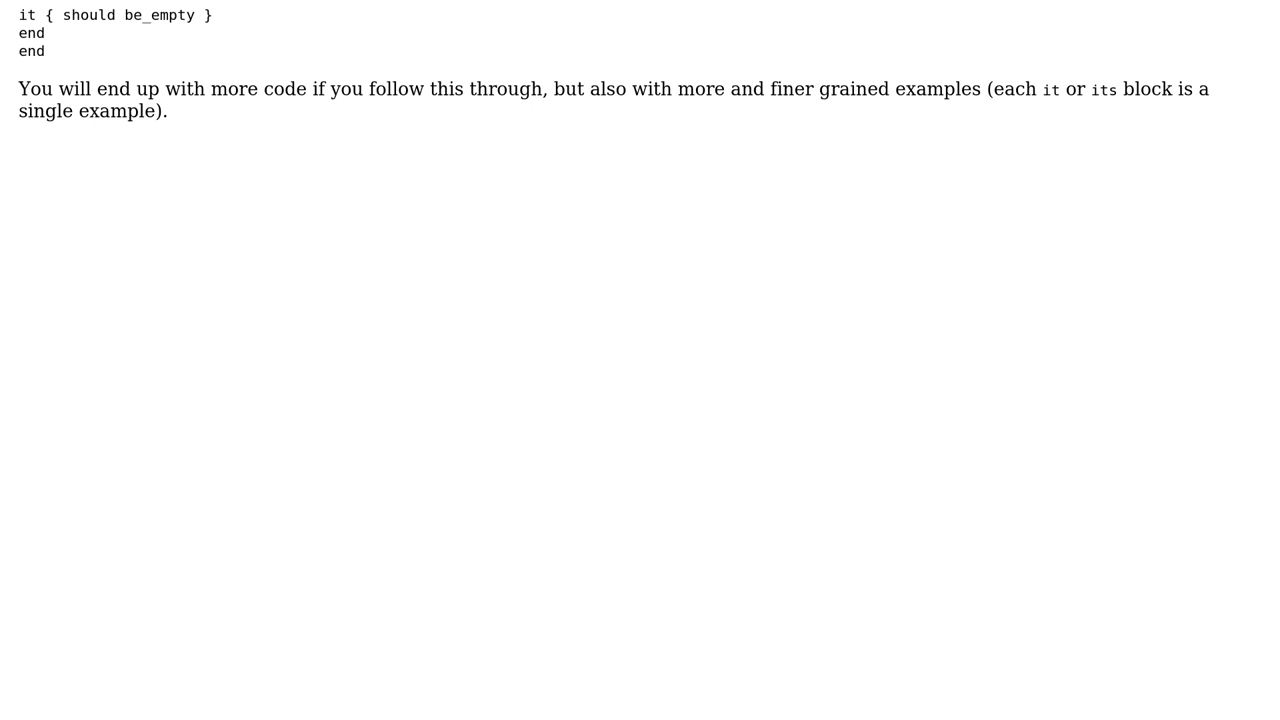 it { should be_empty }
end
end
You will end up with more code if you follow this through, but also with more and finer grained examples (each it or its block is a
single example).